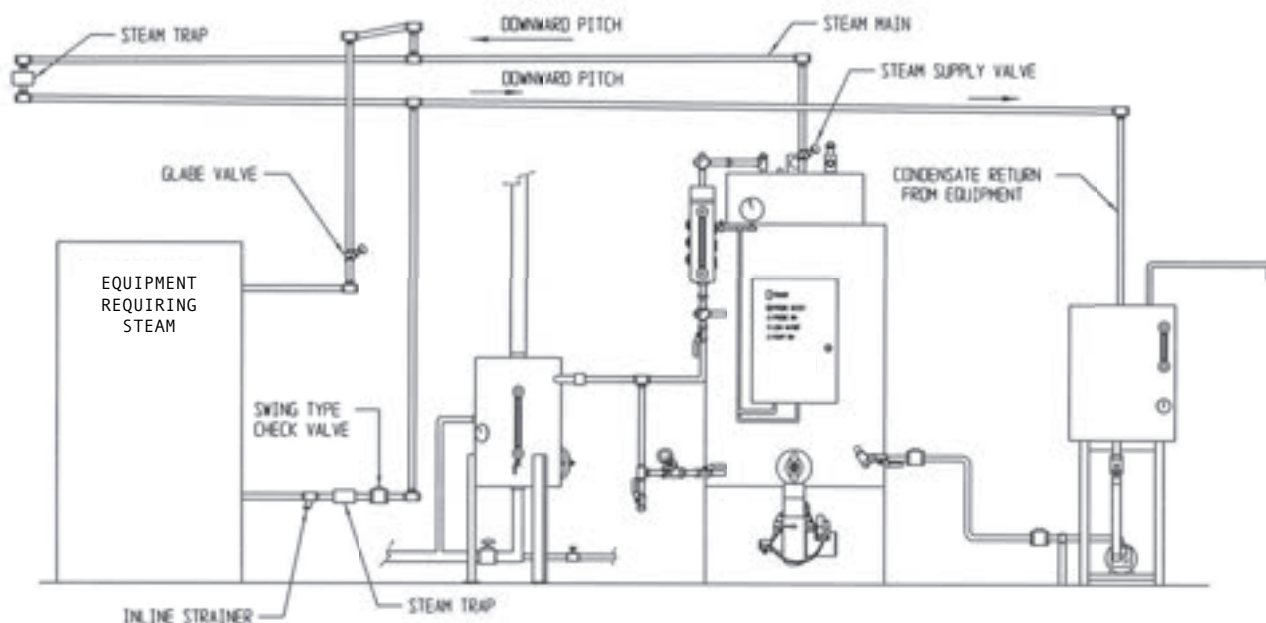 STEAM TRAP
DOWNWARD PITCH
STEAM MAIN
DOWNWARD PITCH
STEAM SUPPLY VALVE
GLABE VALVE
CONDENSATE RETURN
FROM EQUIPMENT
EQUIPMENT
REQUIRING
STEAM
SWING TYPE
CHECK VALVE
INLINE STRAINER
STEAM TRAP